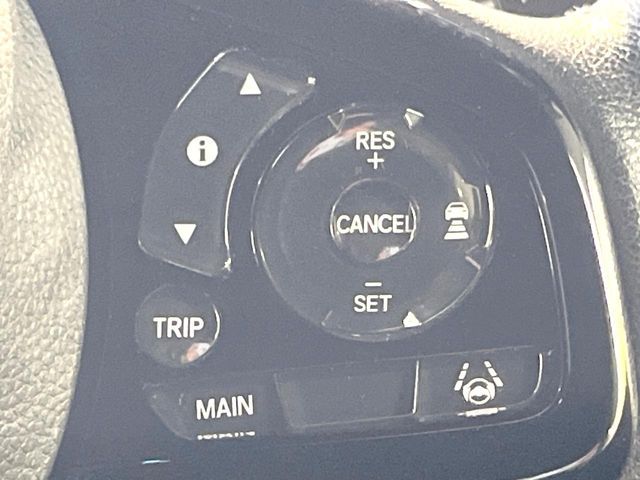 i
RES
+
CANCEL
−
SET
TRIP
MAIN